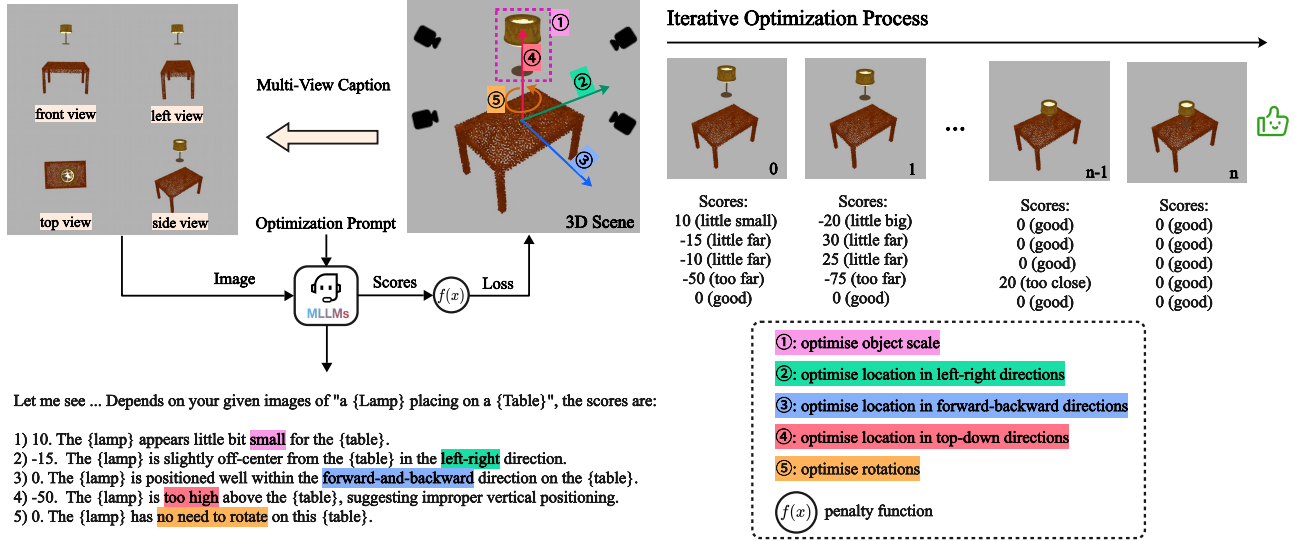 front view
left view
top view
side view
Multi-View Caption
Optimization Prompt
①
④
②
⑤
③
3D Scene
Image
MLLMs
Scores
f(x)
Loss
Let me see ... Depends on your given images of "a {Lamp} placing on a {Table}", the scores are:
1) 10. The {lamp} appears little bit small for the {table}.
2) -15. The {lamp} is slightly off-center from the {table} in the left-right direction.
3) 0. The {lamp} is positioned well within the forward-and-backward direction on the {table}.
4) -50. The {lamp} is too high above the {table}, suggesting improper vertical positioning.
5) 0. The {lamp} has no need to rotate on this {table}.
Iterative Optimization Process
0
1
...
n-1
n
Scores:
10 (little small)
-15 (little far)
-10 (little far)
-50 (too far)
0 (good)
Scores:
-20 (little big)
30 (little far)
25 (little far)
-75 (too far)
0 (good)
Scores:
0 (good)
0 (good)
0 (good)
20 (too close)
0 (good)
Scores:
0 (good)
0 (good)
0 (good)
0 (good)
0 (good)
①: optimise object scale
②: optimise location in left-right directions
③: optimise location in forward-backward directions
④: optimise location in top-down directions
⑤: optimise rotations
f(x) penalty function